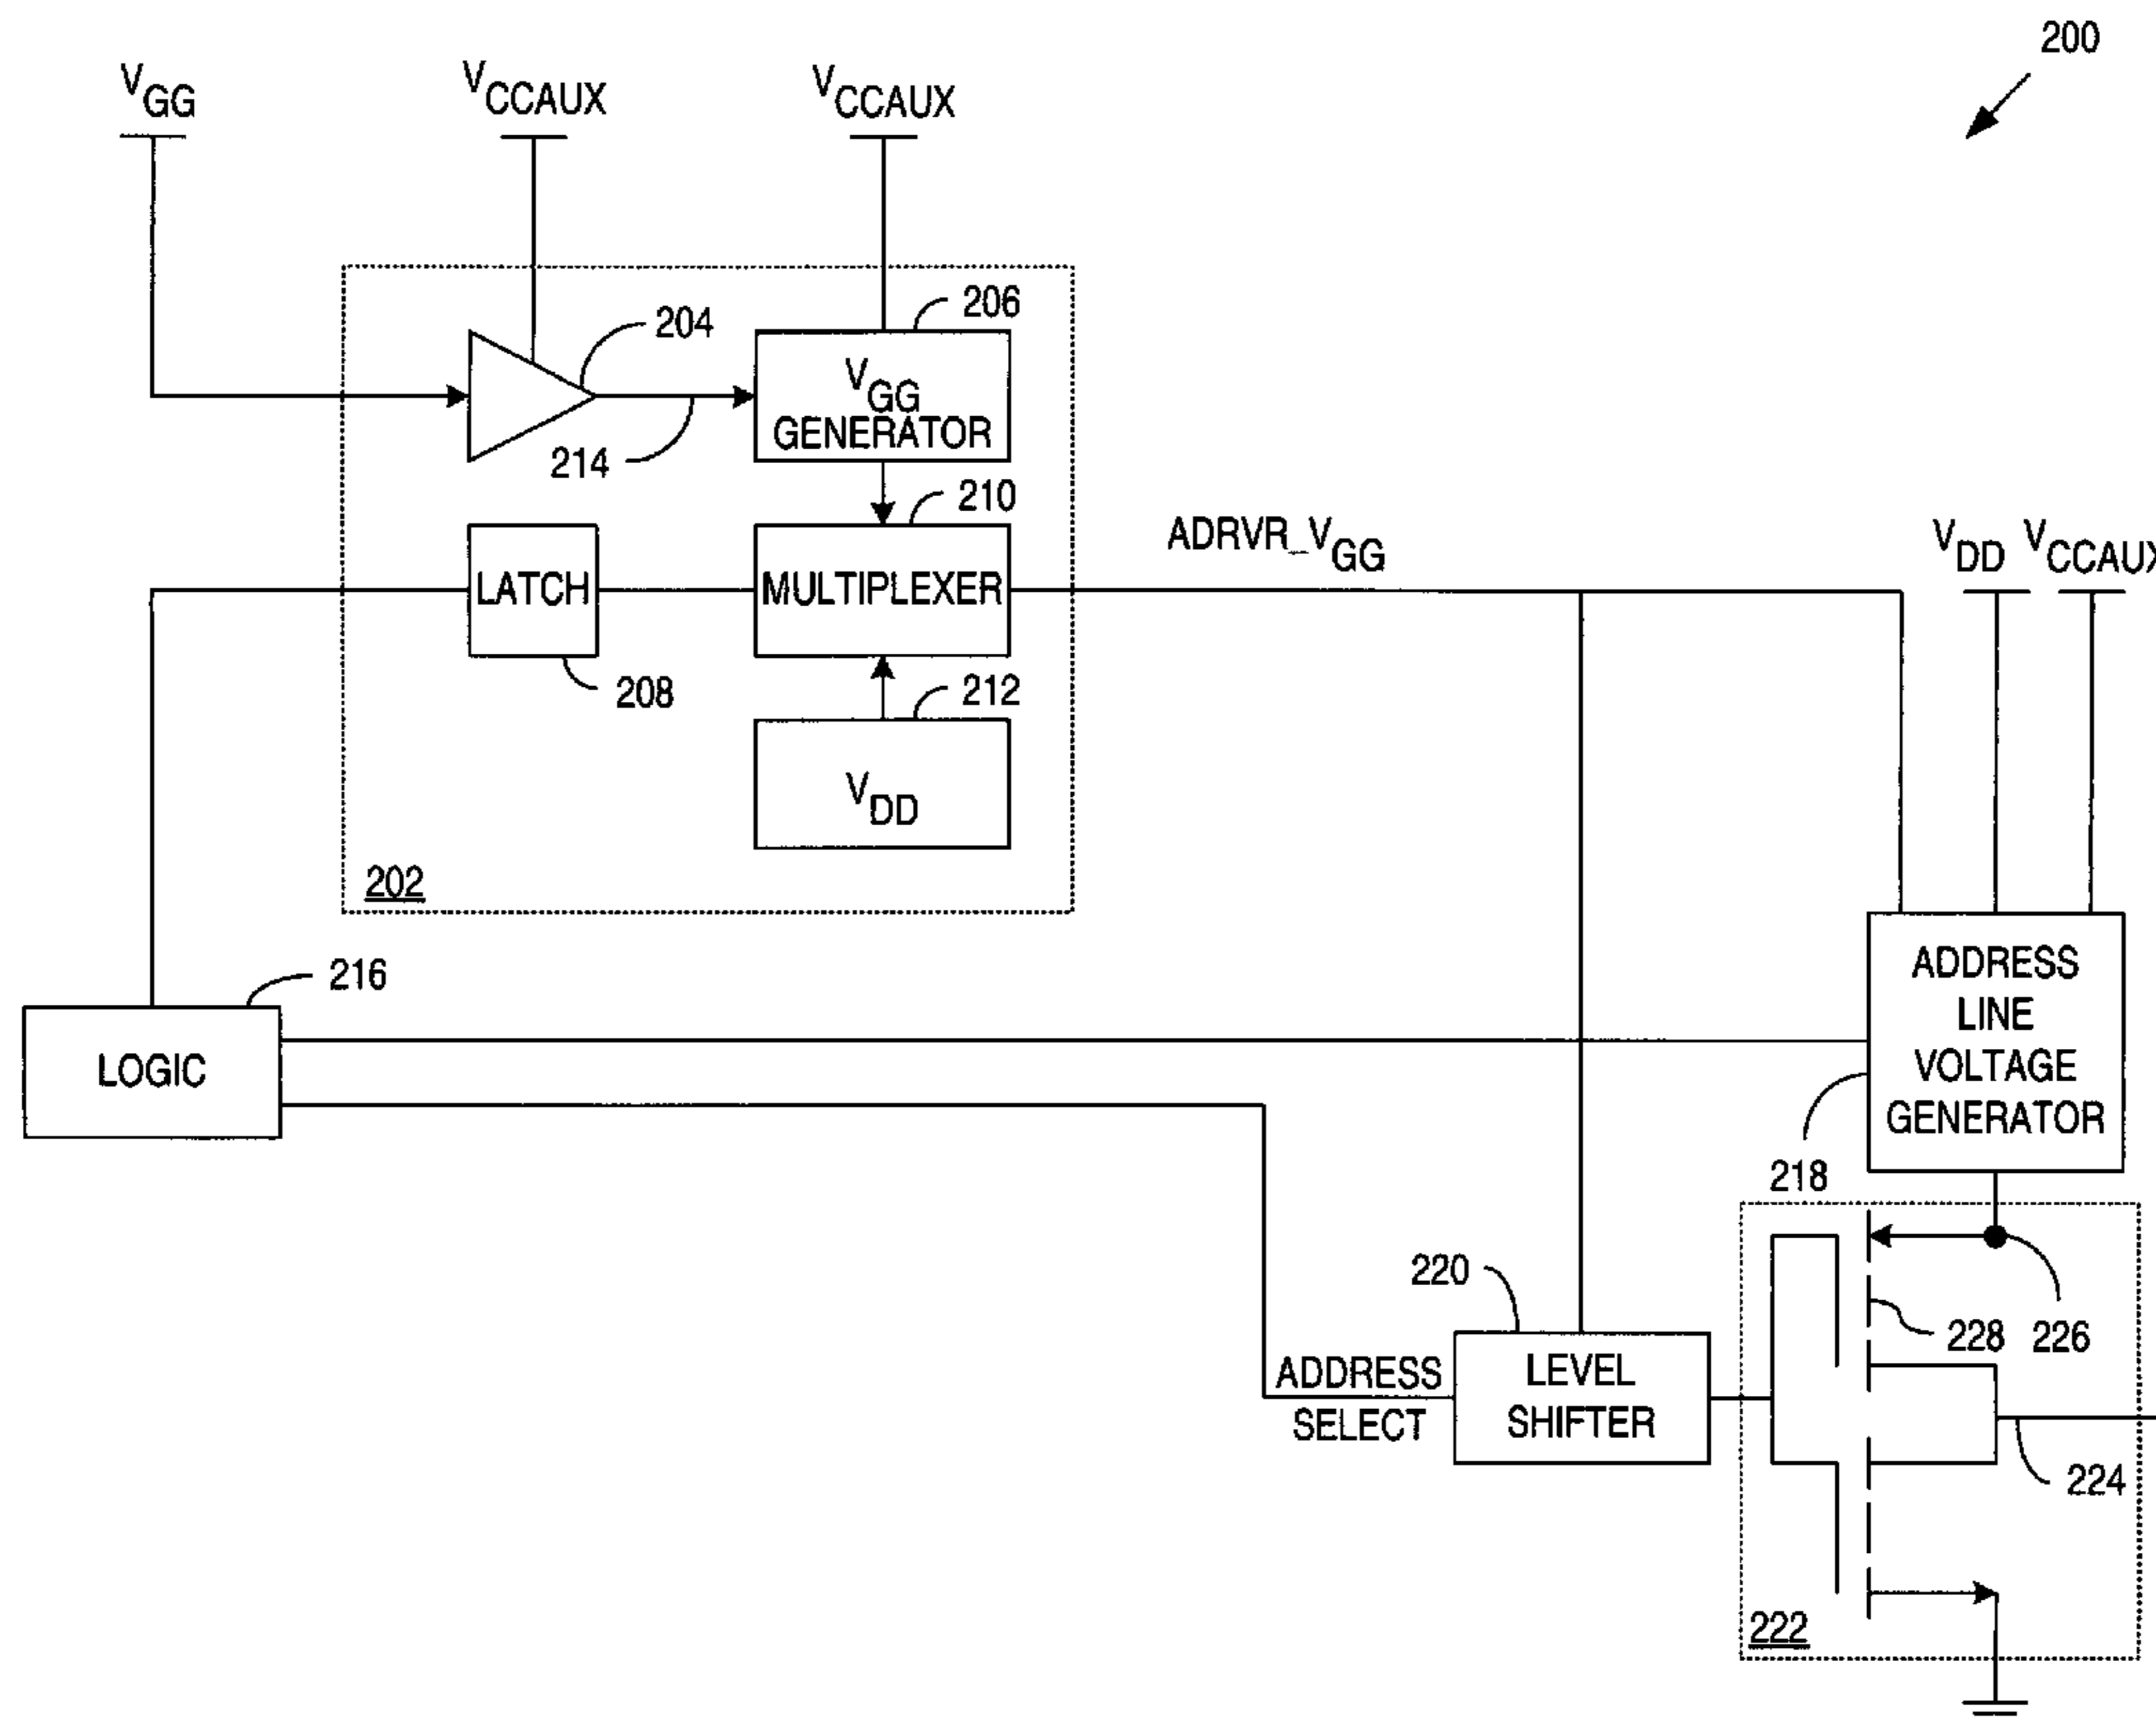 200
VGG
VCCAUX
VCCAUX
204
206
VGG
GENERATOR
214
210
LATCH
MULTIPLEXER
ADRVR_VGG
VDD
VCCAUX
208
212
VDD
202
216
LOGIC
ADDRESS
LINE
VOLTAGE
GENERATOR
218
220
228
226
ADDRESS
SELECT
LEVEL
SHIFTER
224
222